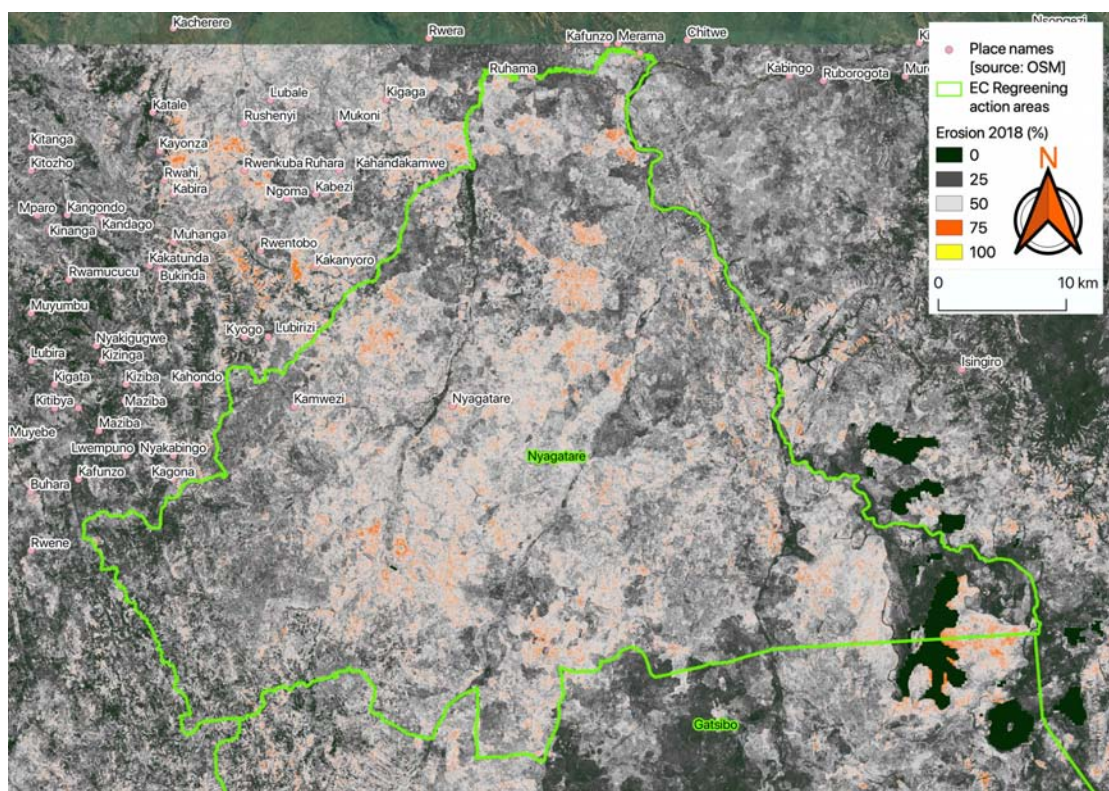 Kacherere
Rwera
Kafunzo
Merama
Chitwe
Ruhama
Kabingo
Ruborogota
Place names
[source: OSM]
EC Regreening
action areas
Erosion 2018 (%)
0
25
50
75
100
N
0
10 km
Katale
Lubale
Kigaga
Rushenyi
Mukoni
Kitanga
Kayonza
Kitozho
Rwahi
Rwenkuba
Ruhara
Kahandakamwe
Kabira
Ngoma
Kabezi
Mparo
Kangondo
Kandago
Kinanga
Muhanga
Rwentobo
Kakatunda
Kakanyoro
Rwamucucu
Bukinda
Muyumbu
Kyogo
Lubirizi
Nyakigugwe
Lubira
Kizinga
Isingiro
Kigata
Kiziba
Kahondo
Kitibya
Maziba
Kamwezi
Nyagatare
Maziba
Muyebe
Lwempuno
Nyakabingo
Nyagatare
Kafunzo
Kagona
Buhara
Rwene
Gatsibo